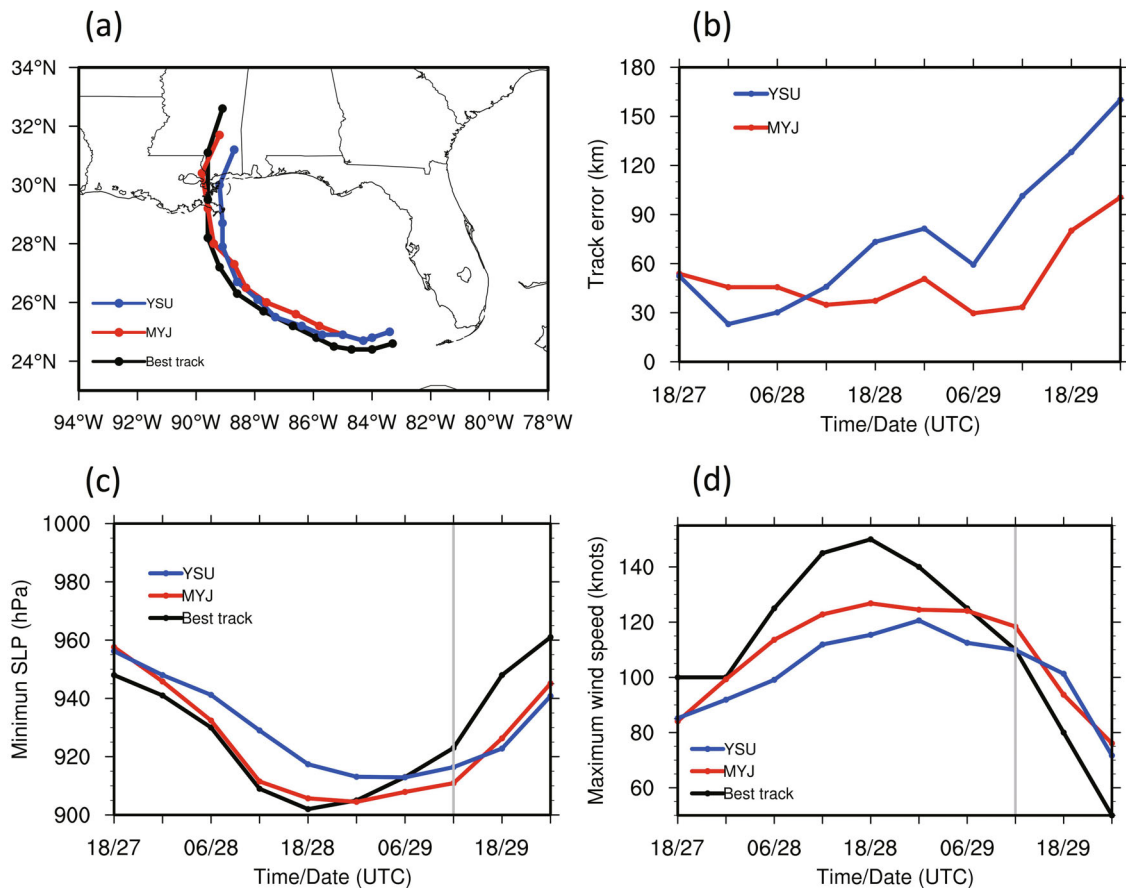 (a)
34°N
32°N
30°N
28°N
26°N
24°N
YSU
MYJ
Best track
94°W 92°W 90°W 88°W 86°W 84°W 82°W 80°W 78°W
(b)
Track error (km)
180
150
120
90
60
30
0
YSU
MYJ
18/27 06/28 18/28 06/29 18/29
Time/Date (UTC)
(c)
Minimun SLP (hPa)
1000
980
960
940
920
900
YSU
MYJ
Best track
18/27 06/28 18/28 06/29 18/29
Time/Date (UTC)
(d)
Maximum wind speed (knots)
140
120
100
80
60
YSU
MYJ
Best track
18/27 06/28 18/28 06/29 18/29
Time/Date (UTC)